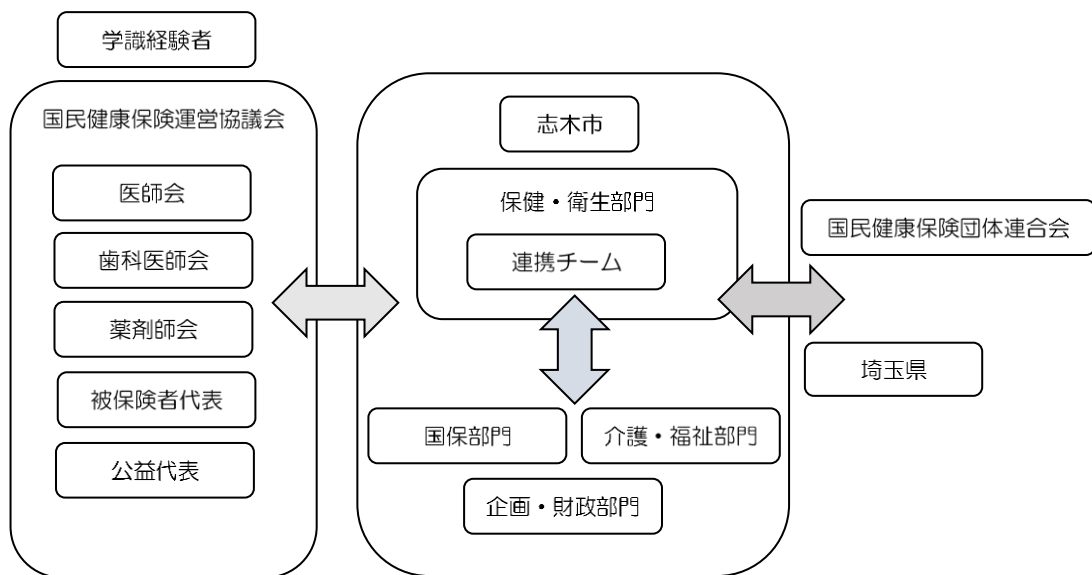 学識経験者
国民健康保険運営協議会
医師会
歯科医師会
薬剤師会
被保険者代表
公益代表
志木市
保健・衛生部門
連携チーム
国保部門
介護・福祉部門
企画・財政部門
国民健康保険団体連合会
埼玉県